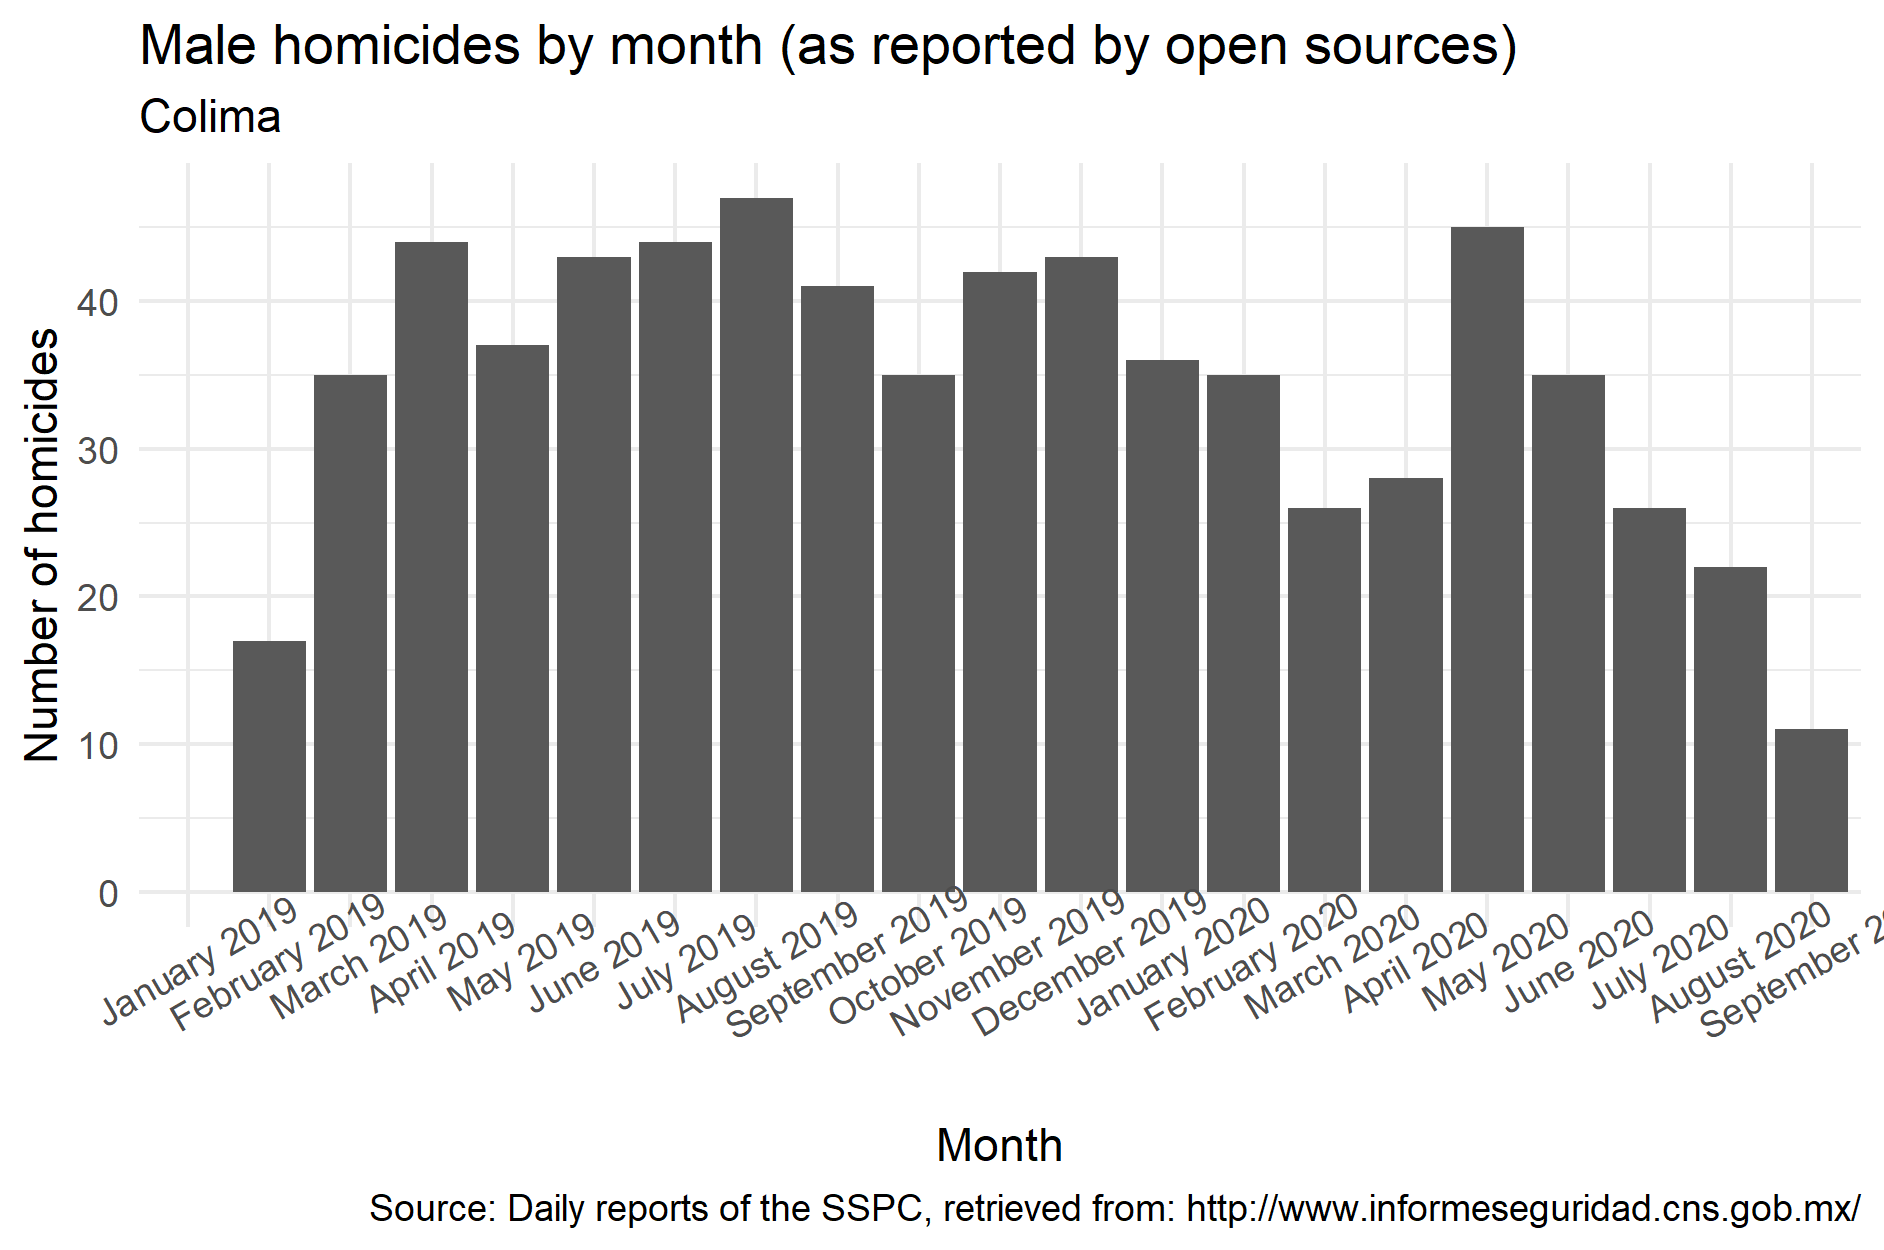 Male homicides by month (as reported by open sources)
Colima
Number of homicides
40
30
20
10
0
January 2019
February 2019
March 2019
April 2019
May 2019
June 2019
July 2019
August 2019
September 2019
October 2019
November 2019
December 2019
January 2020
February 2020
March 2020
April 2020
May 2020
June 2020
July 2020
August 2020
September 2
Month
Source: Daily reports of the SSPC, retrieved from: http://www.informeseguridad.cns.gob.mx/